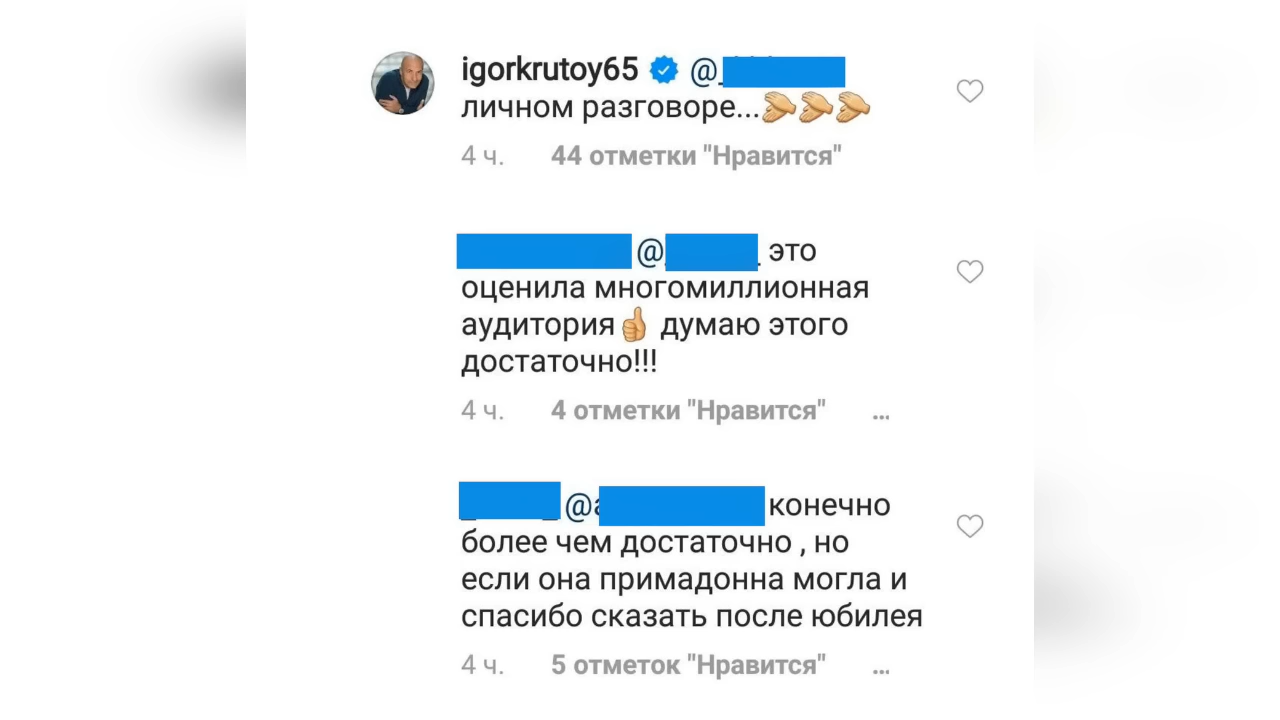 igorkrutoy65 @
личном разговоре...👏👏👏
4 ч. 44 отметки "Нравится"
@ это
оценила многомиллионная
аудитория👍 думаю этого
достаточно!!!
4 ч. 4 отметки "Нравится" ...
@ конечно
более чем достаточно , но
если она примадонна могла и
спасибо сказать после юбилея
4 ч. 5 отметок "Нравится" ...